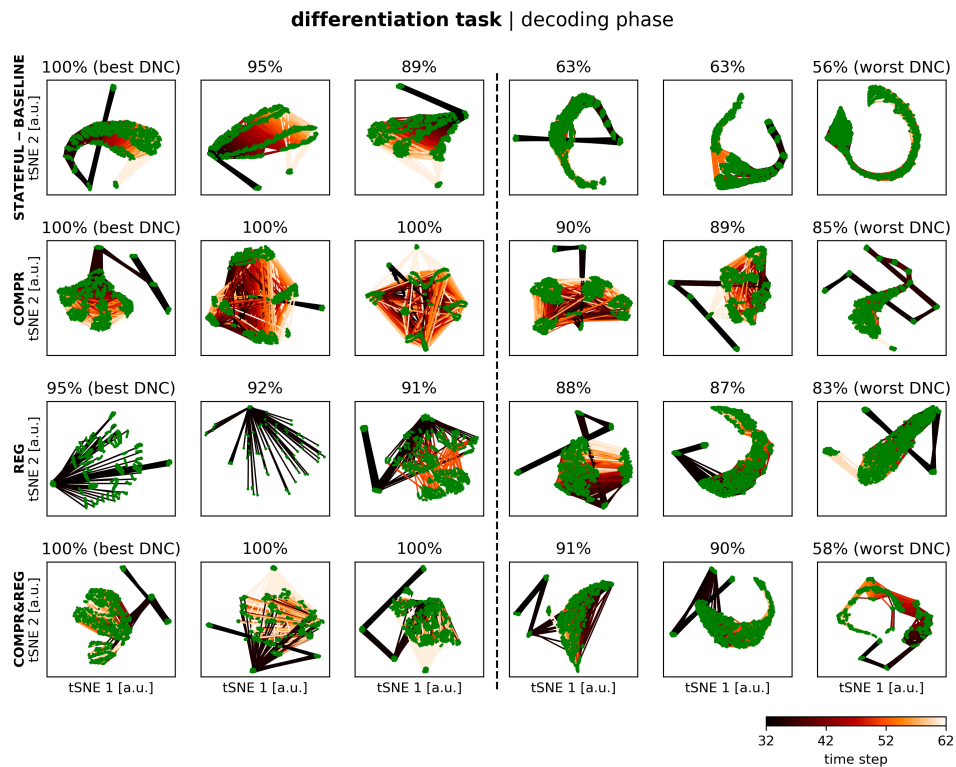 differentiation task | decoding phase
STATEFUL – BASELINE
tSNE 2 [a.u.]
100% (best DNC) 95% 89% 63% 63% 56% (worst DNC)
COMPR
tSNE 2 [a.u.]
100% (best DNC) 100% 100% 90% 89% 85% (worst DNC)
REG
tSNE 2 [a.u.]
95% (best DNC) 92% 91% 88% 87% 83% (worst DNC)
COMPR&REG
tSNE 2 [a.u.]
100% (best DNC) 100% 100% 91% 90% 58% (worst DNC)
tSNE 1 [a.u.] tSNE 1 [a.u.] tSNE 1 [a.u.] tSNE 1 [a.u.] tSNE 1 [a.u.] tSNE 1 [a.u.]
32 42 52 62
time step